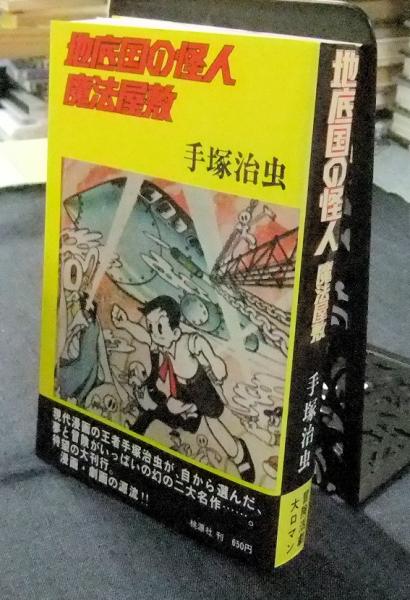 地底国の怪人
魔法屋敷
手塚治虫
現代漫画の王者手塚治虫が、自から選んだ、
夢と冒険がいっぱいの幻の二大名作……。
待望の大刊行。
漫画・劇画の源流!!
桃源社 刊 650円
地底国の怪人
魔法屋敷
手塚治虫
大ロマン